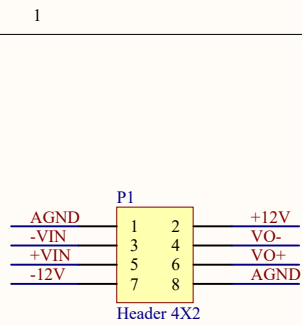 1
P1
AGND 1 2 +12V
-VIN 3 4 VO-
+VIN 5 6 VO+
-12V 7 8 AGND
Header 4X2